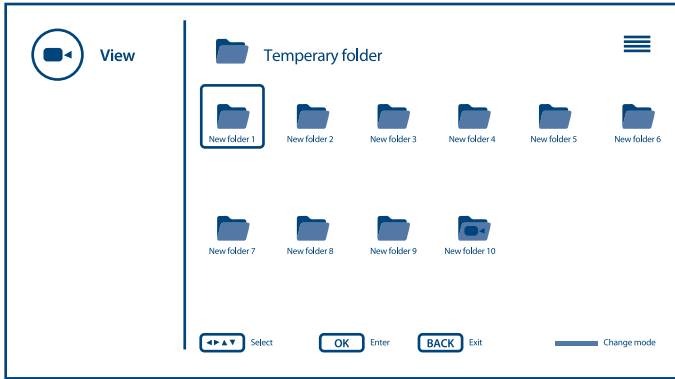 View
Temperary folder
New folder 1
New folder 2
New folder 3
New folder 4
New folder 5
New folder 6
New folder 7
New folder 8
New folder 9
New folder 10
Select
OK Enter
BACK Exit
Change mode